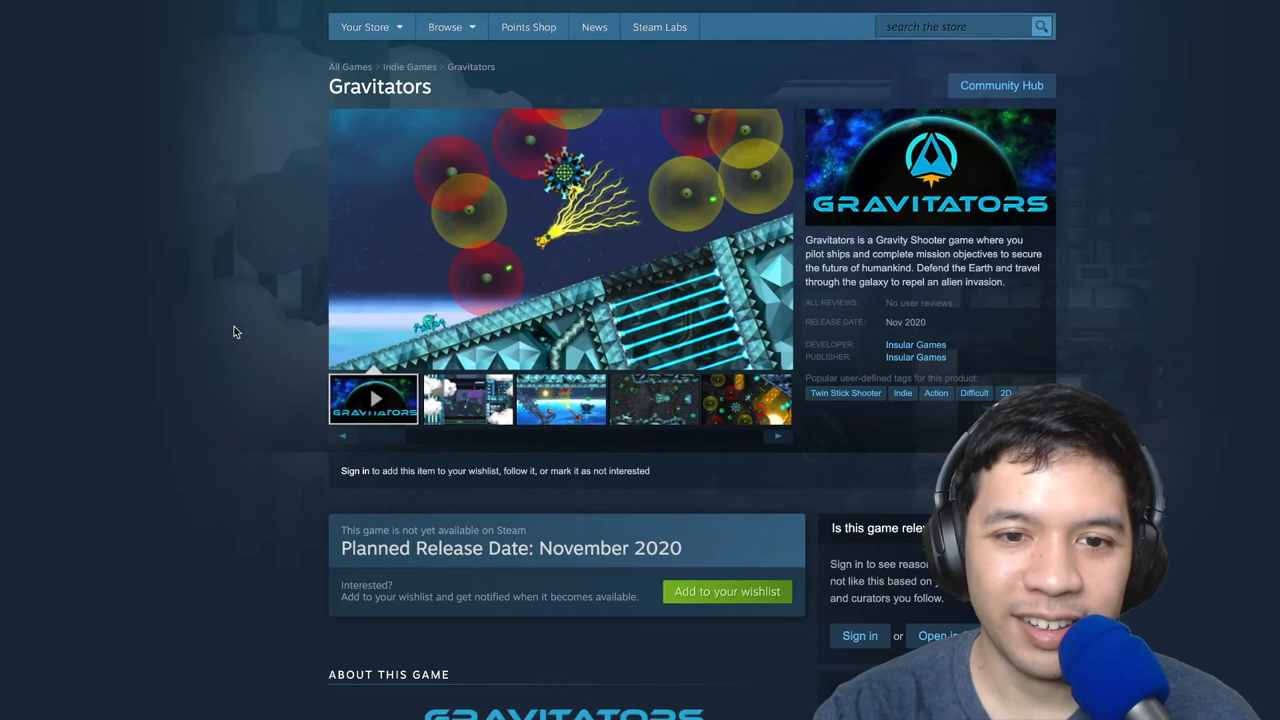 Your Store
Browse
Points Shop
News
Steam Labs
search the store
All Games > Indie Games > Gravitators
Gravitators
Community Hub
GRAVITATORS
Gravitators is a Gravity Shooter game where you
pilot ships and complete mission objectives to secure
the future of humankind. Defend the Earth and travel
through the galaxy to repel an alien invasion.
ALL REVIEWS: No user reviews
RELEASE DATE: Nov 2020
DEVELOPER: Insular Games
PUBLISHER: Insular Games
Popular user-defined tags for this product:
Twin Stick Shooter Indie Action Difficult 2D
GRAVITATORS
Sign in to add this item to your wishlist, follow it, or mark it as not interested
This game is not yet available on Steam
Planned Release Date: November 2020
Interested?
Add to your wishlist and get notified when it becomes available.
Add to your wishlist
Is this game
Sign in to see
not like this based on
and curators you follow.
Sign in or Open
ABOUT THIS GAME
GRAVITATORS